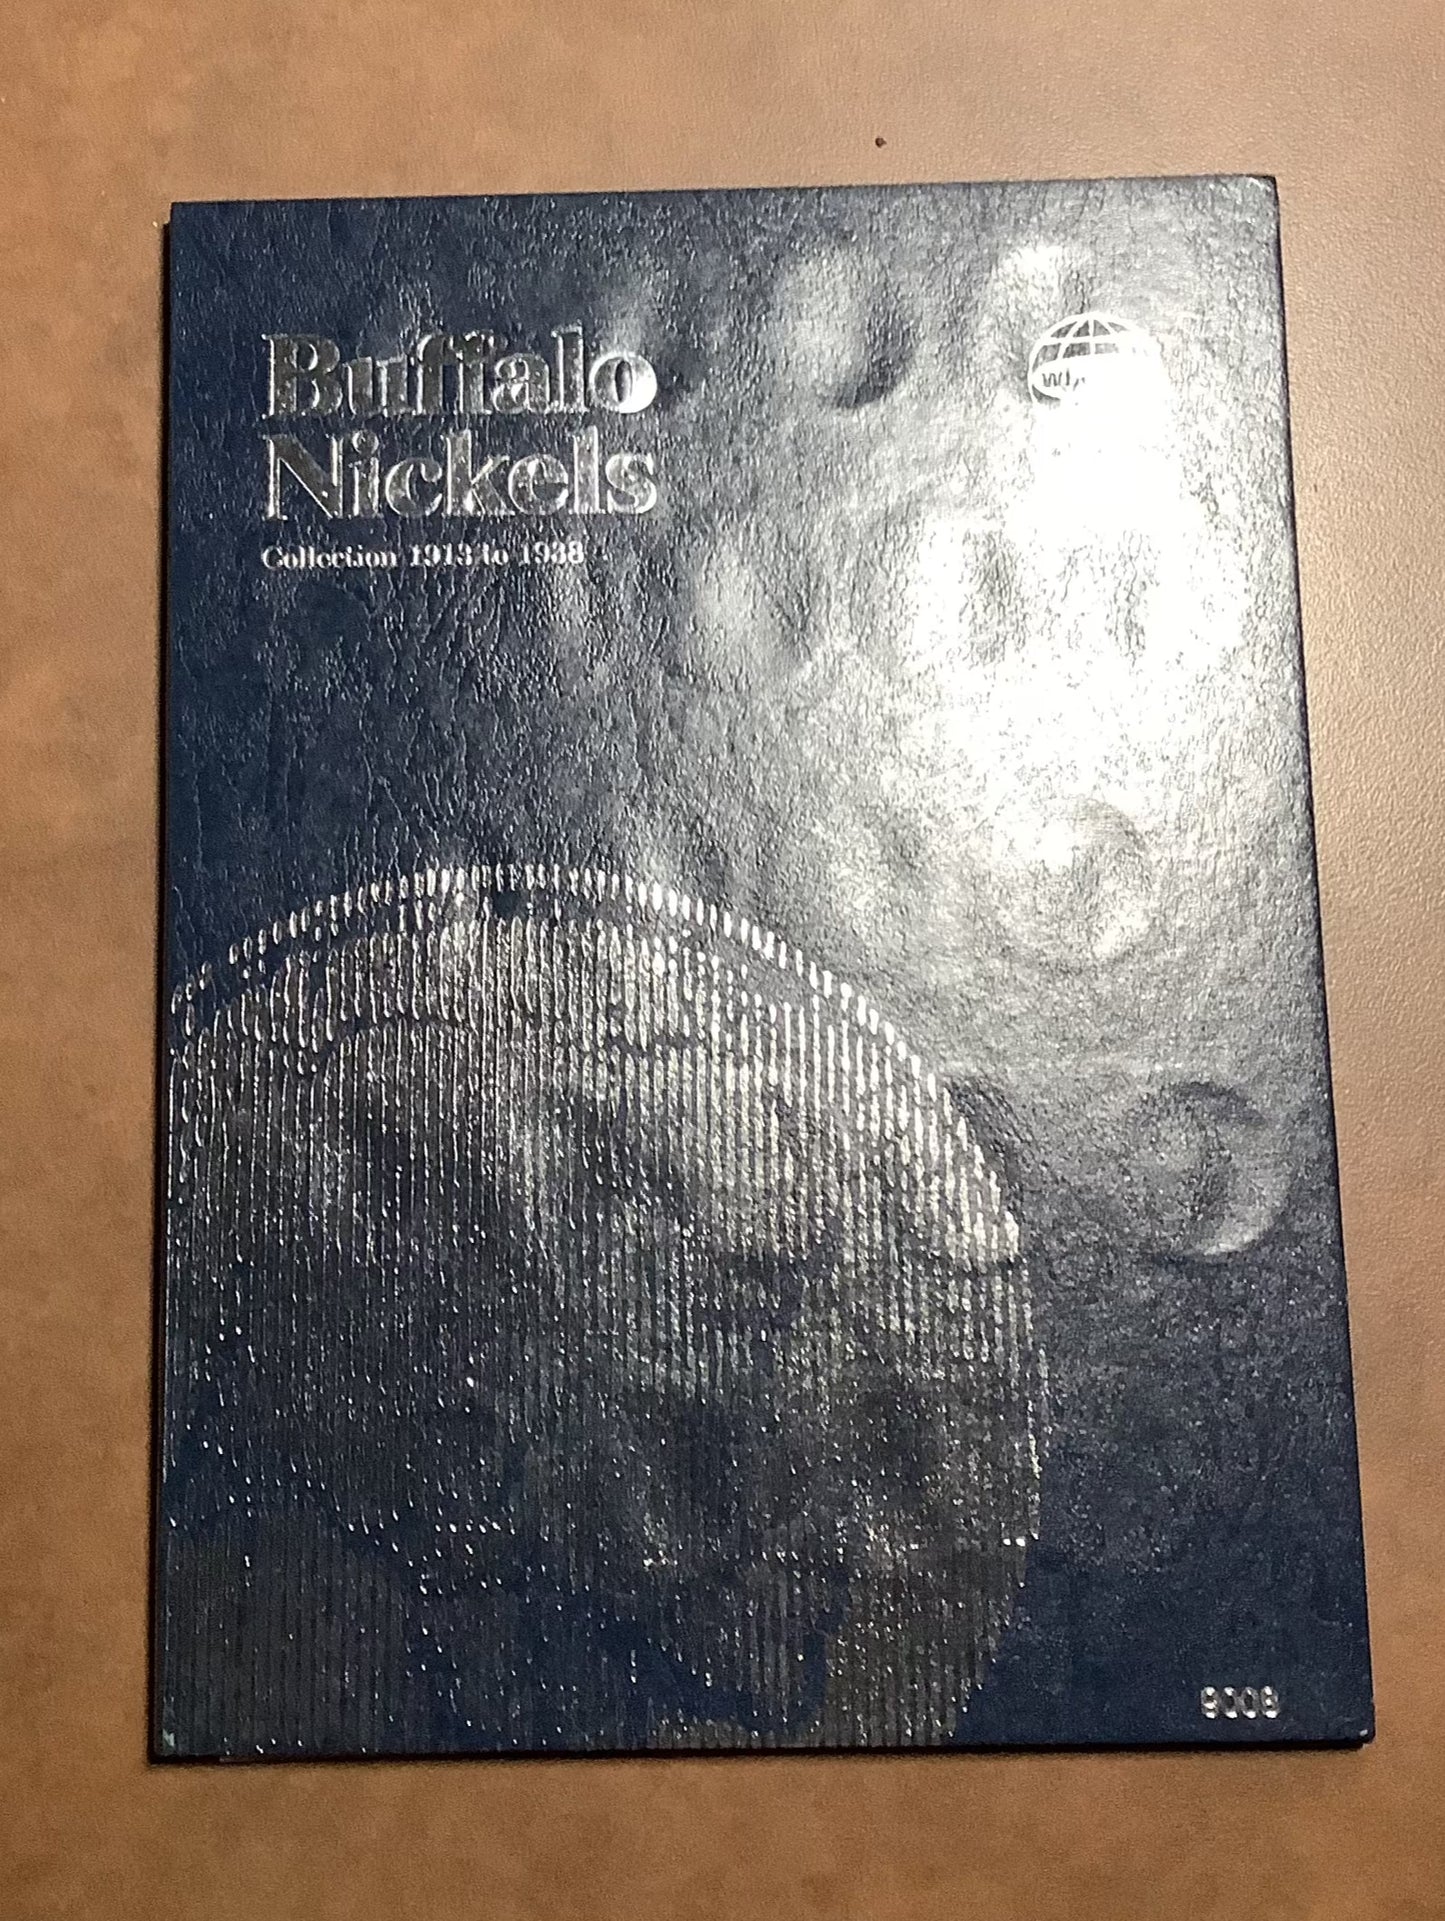 Buffalo
Nickels
Collection 1913 to 1938
9008